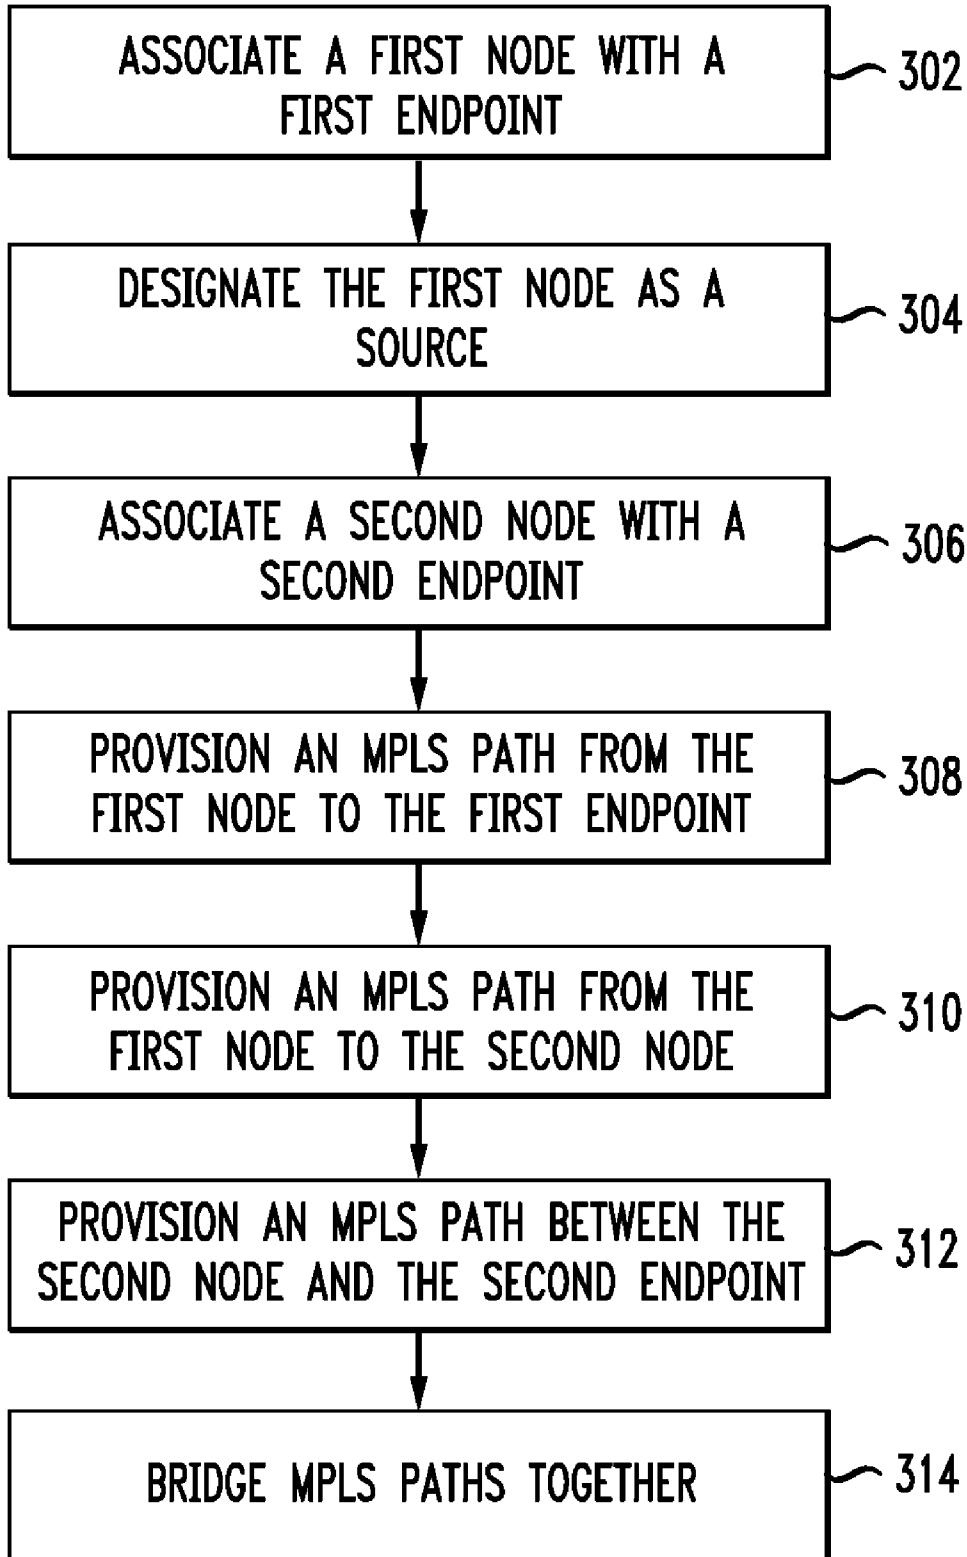 ASSOCIATE A FIRST NODE WITH A
FIRST ENDPOINT
302
DESIGNATE THE FIRST NODE AS A
SOURCE
304
ASSOCIATE A SECOND NODE WITH A
SECOND ENDPOINT
306
PROVISION AN MPLS PATH FROM THE
FIRST NODE TO THE FIRST ENDPOINT
308
PROVISION AN MPLS PATH FROM THE
FIRST NODE TO THE SECOND NODE
310
PROVISION AN MPLS PATH BETWEEN THE
SECOND NODE AND THE SECOND ENDPOINT
312
BRIDGE MPLS PATHS TOGETHER
314